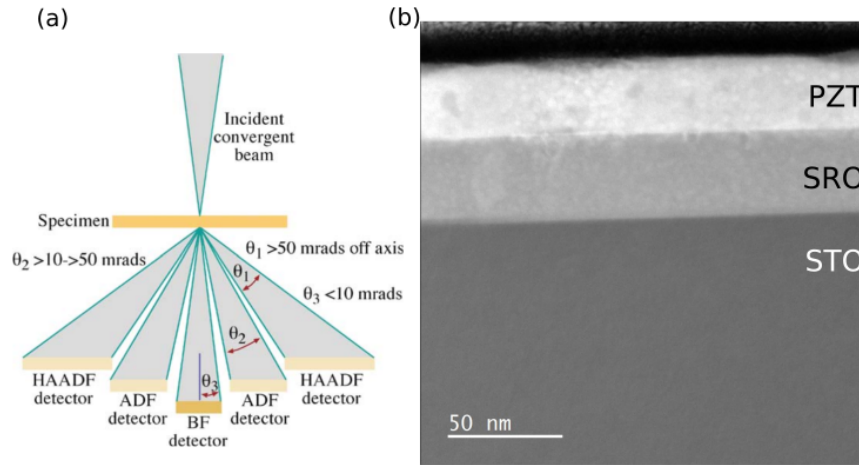 (a)
Incident
convergent
beam
Specimen
θ₁ >50 mrads off axis
θ₂ >10->50 mrads
θ₁
θ₃ <10 mrads
θ₂
θ₃
HAADF
detector
ADF
detector
BF
detector
ADF
detector
HAADF
detector
(b)
PZT
SRO
STO
50 nm